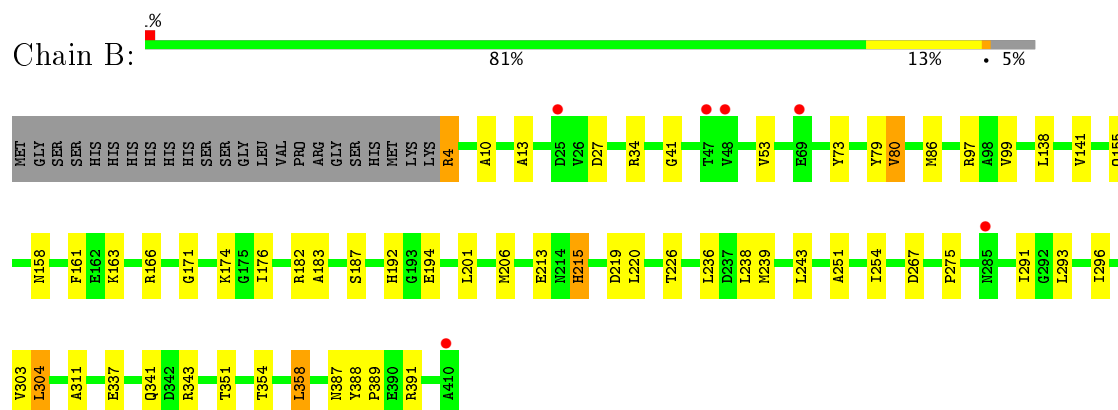 .%
Chain B:
81% 13% • 5%
MET GLY SER SER HIS HIS HIS HIS HIS HIS SER SER GLY LEU VAL PRO ARG GLY SER HIS MET LYS LYS R4 A10 A13 D25 V26 D27 R34 G41 T47 V48 V53 E69 Y73 Y79 V80 M86 R97 A98 V99 L138 V141 Q155
N158 F161 E162 K163 R166 G171 K174 G175 I176 R182 A183 S187 H192 G193 E194 L201 M206 E213 N214 H215 D219 L220 T226 L236 D237 L238 M239 L243 A251 I254 D267 P275 N285 I291 G292 L293 I296
V303 L304 A311 E337 Q341 D342 R343 T351 T354 L358 N387 Y388 P389 E390 R391 A410